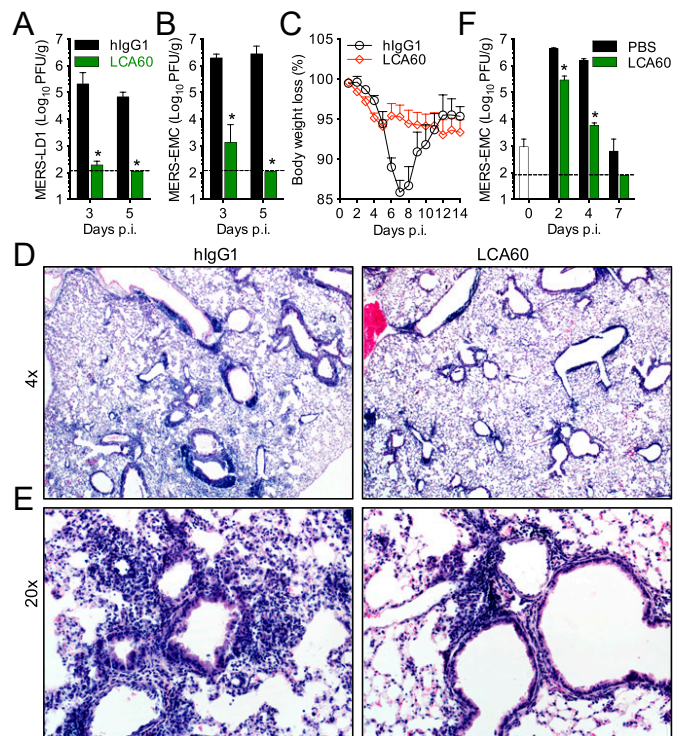 A
MERS-LD1 (Log10 PFU/g)
7
6
5
4
3
2
1
hIgG1
LCA60
*
*
3 5
Days p.i.
B
MERS-EMC (Log10 PFU/g)
7
6
5
4
3
2
1
*
*
3 5
Days p.i.
C
Body weight loss (%)
105
100
95
90
85
hIgG1
LCA60
0 2 4 6 8 10 12 14
Days p.i.
F
MERS-EMC (Log10 PFU/g)
7
6
5
4
3
2
1
PBS
LCA60
*
*
0 2 4 7
Days p.i.
D
hIgG1 LCA60
4x
E
20x